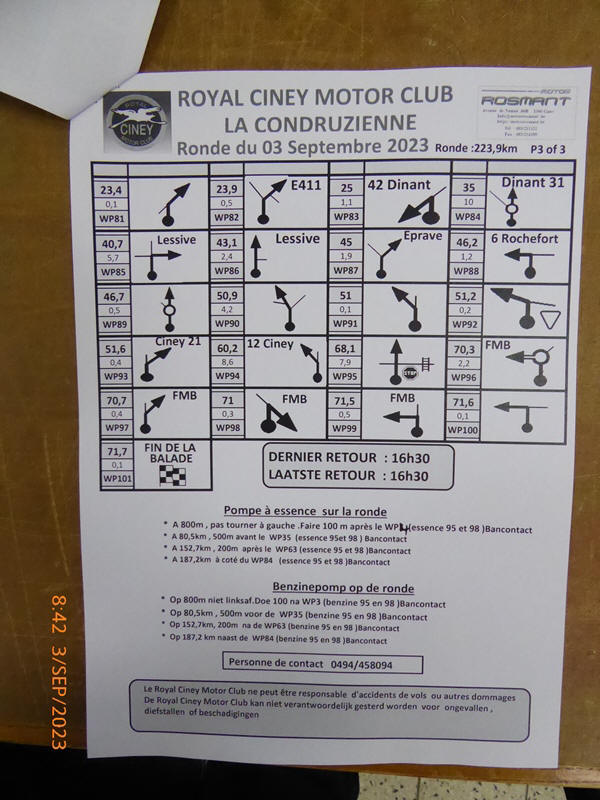 ROYAL CINEY MOTOR CLUB
ROYAL CINEY MOTOR CLUB
LA CONDRUZIENNE
Ronde du 03 Septembre 2023 Ronde :223,9km P3 of 3
MOTOS
ROSMANT
23,4 0,1 WP81
23,9 0,5 WP82 E411
25 1,1 WP83 42 Dinant
35 10 WP84 Dinant 31
40,7 5,7 WP85 Lessive
43,1 2,4 WP86 Lessive
45 1,9 WP87 Eprave
46,2 1,2 WP88 6 Rochefort
46,7 0,5 WP89
50,9 4,2 WP90
51 0,1 WP91
51,2 0,2 WP92
51,6 0,4 WP93 Ciney 21
60,2 8,6 WP94 12 Ciney
68,1 7,9 WP95 STOP
70,3 2,2 WP96 FMB
70,7 0,4 WP97 FMB
71 0,3 WP98 FMB
71,5 0,5 WP99 FMB
71,6 0,1 WP100
71,7 0,1 WP101 FIN DE LA BALADE
DERNIER RETOUR : 16h30
LAATSTE RETOUR : 16h30
Pompe à essence sur la ronde
* A 800m , pas tourner à gauche .Faire 100 m après le WP4 (essence 95 et 98 )Bancontact
* A 80,5km , 500m avant le WP35 (essence 95et 98 ) Bancontact
* A 152,7km , 200m après le WP63 (essence 95 et 98 )Bancontact
* A 187,2km à coté du WP84 (essence 95 et 98 )Bancontact
Benzinepomp op de ronde
* Op 800m niet linksaf.Doe 100 na WP3 (benzine 95 en 98 )Bancontact
* Op 80,5km , 500m voor de WP35 (benzine 95 en 98 )Bancontact
* Op 152,7km, 200m na de WP63 (benzine 95 en 98 )Bancontact
* Op 187,2 km naast de WP84 (benzine 95 en 98 )Bancontact
Personne de contact 0494/458094
Le Royal Ciney Motor Club ne peut être responsable d'accidents de vols ou autres dommages
De Royal Ciney Motor Club kan niet verantwoordelijk gesterd worden voor ongevallen ,
diefstallen of beschadigingen
8:42 3/SEP/2023